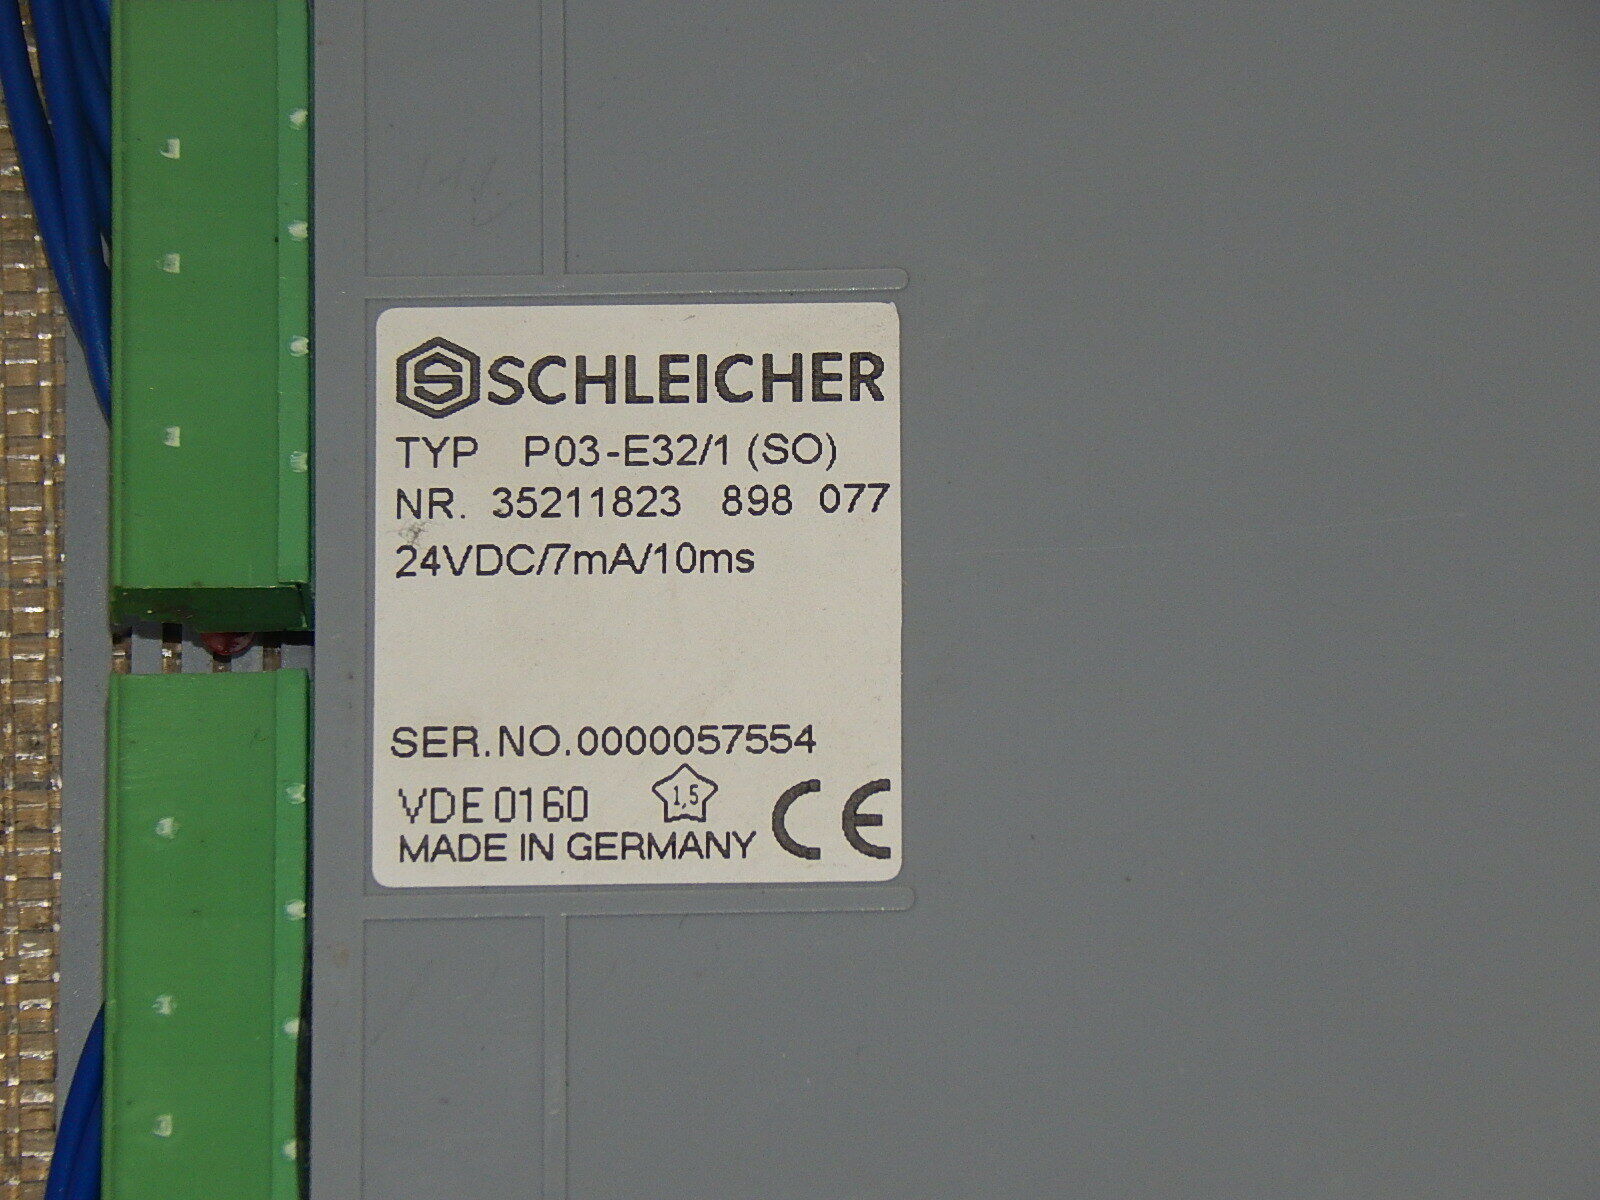 S SCHLEICHER
TYP P03-E32/1 (SO)
NR. 35211823 898 077
24VDC/7mA/10ms
SER.NO.0000057554
VDE 0160 1,5 CE
MADE IN GERMANY